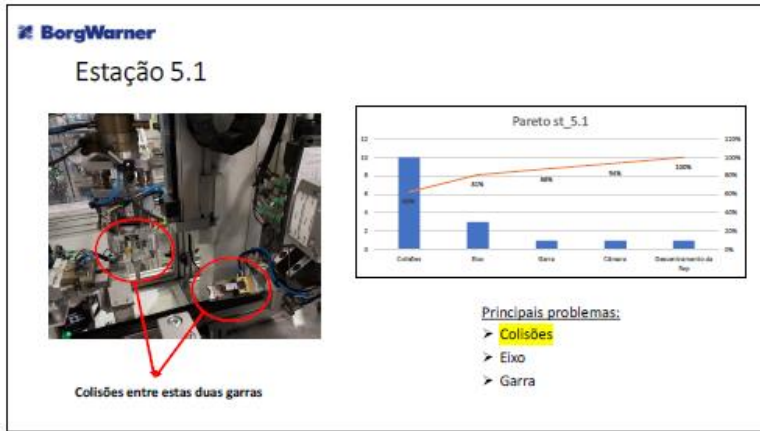 BorgWarner
Estação 5.1
Pareto st_5.1
12
10
8
6
4
2
0
120%
100%
80%
60%
40%
20%
0%
81%
88%
94%
100%
Colisões
Eixo
Garra
Câmara
Descentramento da
Principais problemas:
➤ Colisões
➤ Eixo
➤ Garra
Colisões entre estas duas garras